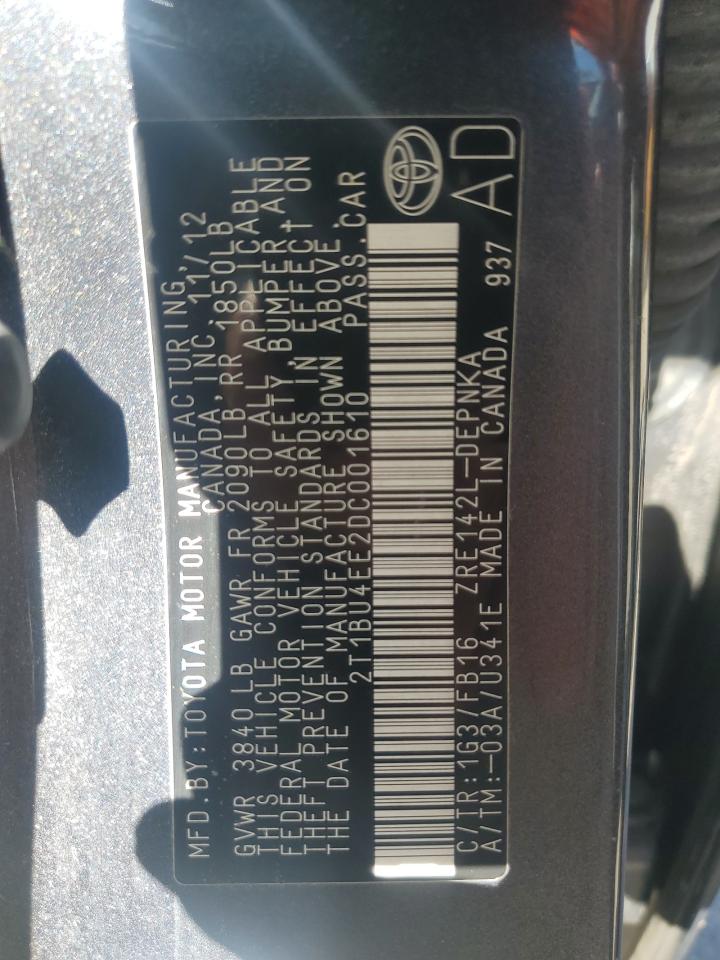 MFD.BY:TOYOTA MOTOR MANUFACTURING,
CANADA, INC. 11/12
GVWR 3840LB GAWR FR 2090LB, RR 1850LB
THIS VEHICLE CONFORMS TO ALL APPLICABLE
FEDERAL MOTOR VEHICLE SAFETY, BUMPER, AND
THEFT PREVENTION STANDARDS IN EFFECT ON
THE DATE OF MANUFACTURE SHOWN ABOVE.
2T1BU4EE2DC001610 PASS.CAR
C/TR:1G3/FB16 ZRE142L-DEPNKA
A/TM:-03A/U341E MADE IN CANADA 937
AD